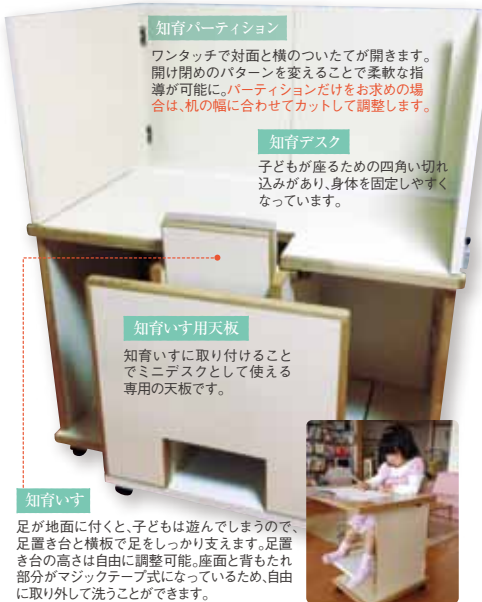 知育パーティション
ワンタッチで対面と横のついたてが開きます。
開け閉めのパターンを変えることで柔軟な指
導が可能に。パーティションだけをお求めの場
合は、机の幅に合わせてカットして調整します。
知育デスク
子どもが座るための四角い切れ
込みがあり、身体を固定しやすく
なっています。
知育いす用天板
知育いすに取り付けること
でミニデスクとして使える
専用の天板です。
知育いす
足が地面に付くと、子どもは遊んでしまうので、
足置き台と横板で足をしっかり支えます。足置
き台の高さは自由に調整可能。座面と背もたれ
部分がマジックテープ式になっているため、自由
に取り外して洗うことができます。